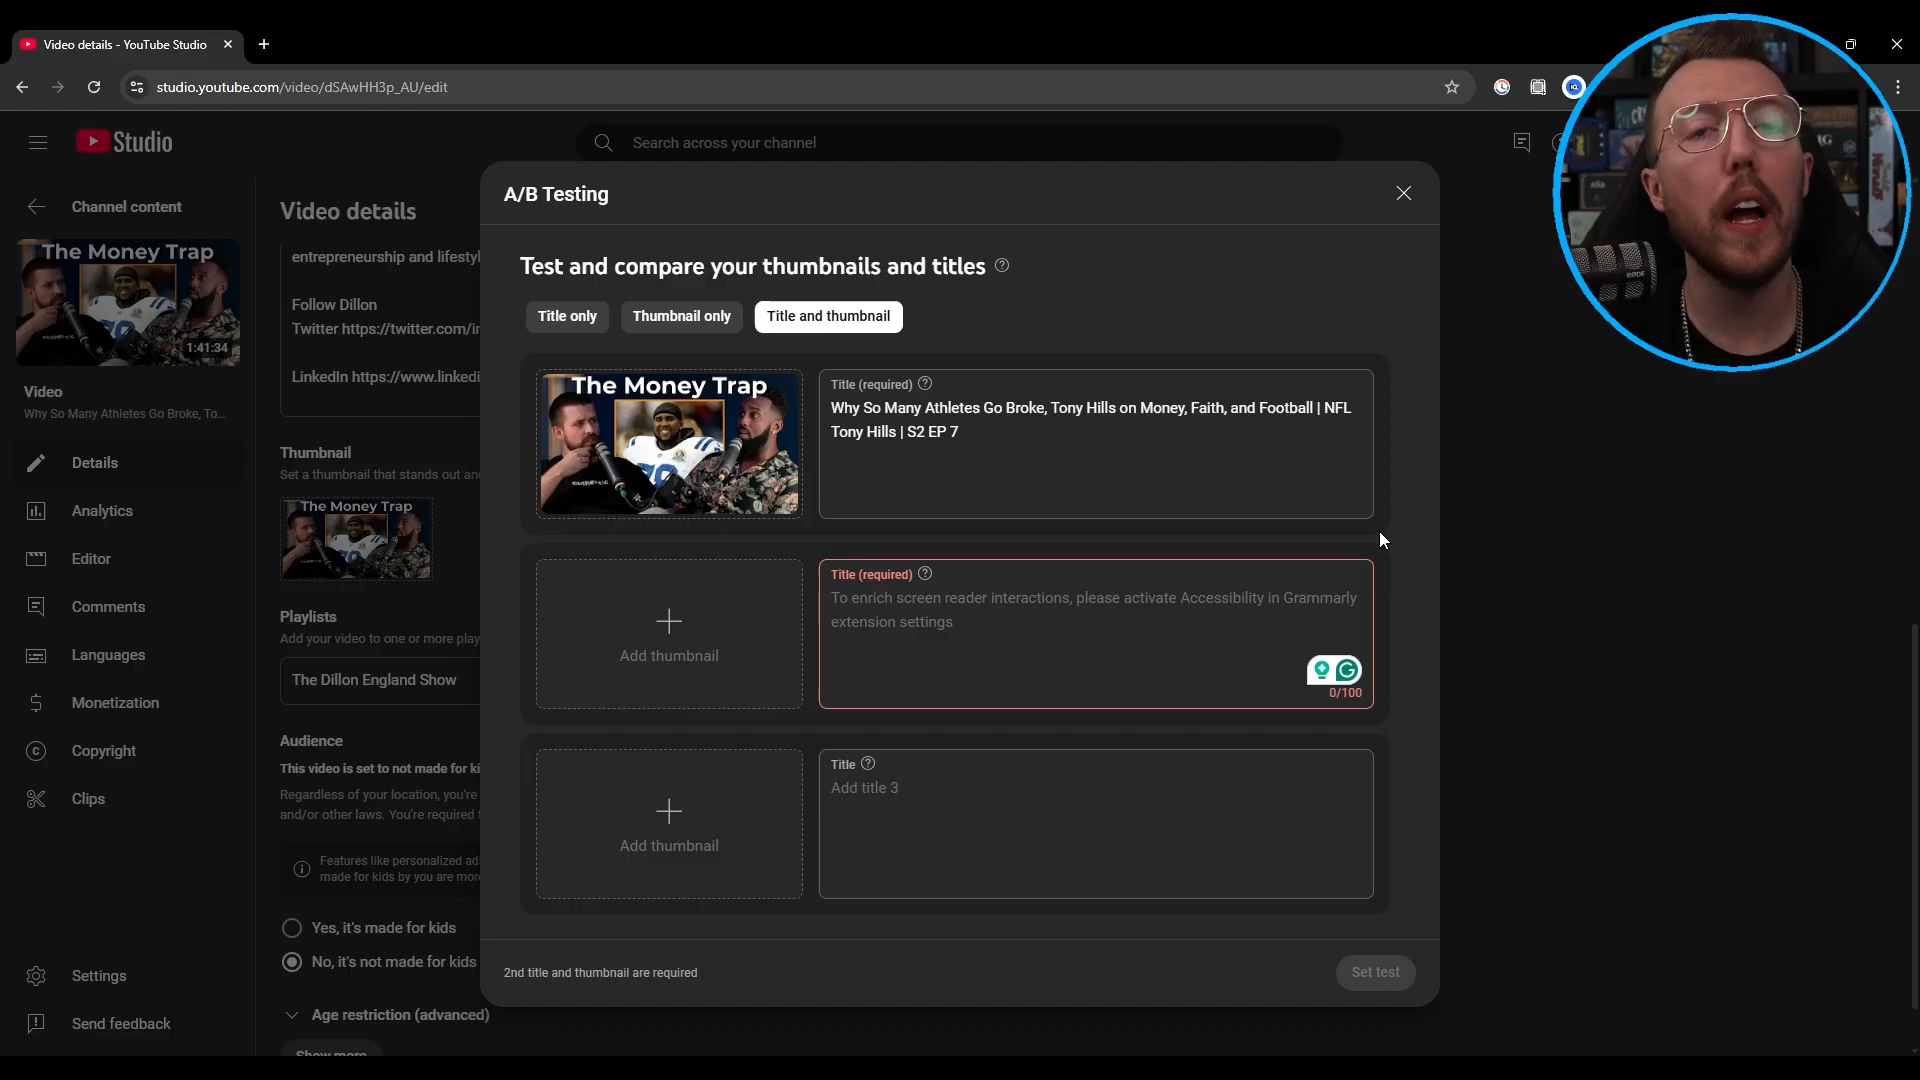 Video details - YouTube Studio
studio.youtube.com/video/dSAwHH3p_AU/edit
Studio
Search across your channel
Channel content
The Money Trap
1:41:34
Video
Why So Many Athletes Go Broke, To...
Details
Analytics
Editor
Comments
Languages
Monetization
Copyright
Clips
Settings
Send feedback
Video details
entrepreneurship and lifestyl
Follow Dillon
Twitter https://twitter.com/ir
LinkedIn https://www.linkedi
Thumbnail
Set a thumbnail that stands out an
The Money Trap
Playlists
Add your video to one or more play
The Dillon England Show
Audience
This video is set to not made for ki
Regardless of your location, you're
and/or other laws. You're required
Features like personalized ads
made for kids by you are more
Yes, it's made for kids
No, it's not made for kids
Age restriction (advanced)
Show more
A/B Testing
Test and compare your thumbnails and titles
Title only
Thumbnail only
Title and thumbnail
The Money Trap
authentic
Title (required)
Why So Many Athletes Go Broke, Tony Hills on Money, Faith, and Football | NFL
Tony Hills | S2 EP 7
Add thumbnail
Title (required)
To enrich screen reader interactions, please activate Accessibility in Grammarly
extension settings
0/100
Add thumbnail
Title
Add title 3
2nd title and thumbnail are required
Set test
RODE